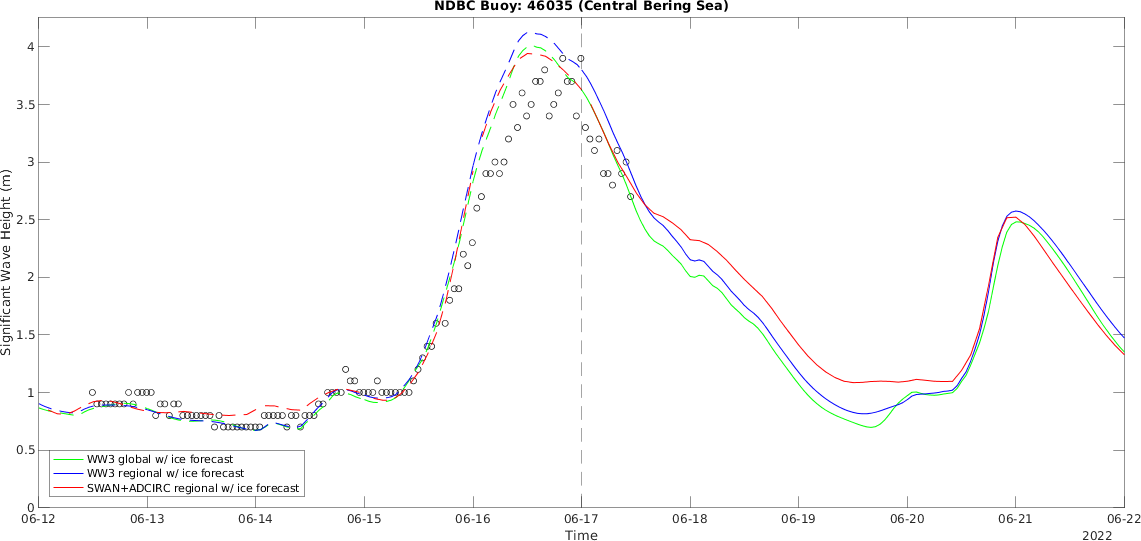 NDBC Buoy: 46035 (Central Bering Sea)
4
3.5
3
2.5
2
1.5
1
0.5
0
Significant Wave Height (m)
WW3 global w/ ice forecast
WW3 regional w/ ice forecast
SWAN+ADCIRC regional w/ ice forecast
06-12 06-13 06-14 06-15 06-16 06-17 06-18 06-19 06-20 06-21 06-22
Time
2022